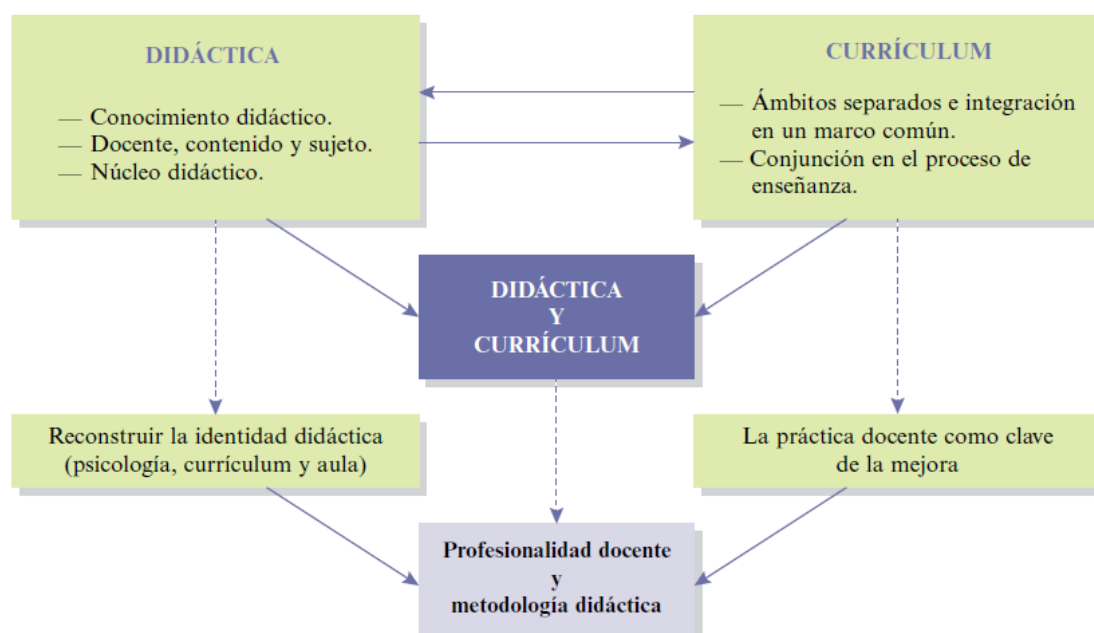 DIDÁCTICA
— Conocimiento didáctico.
— Docente, contenido y sujeto.
— Núcleo didáctico.
CURRÍCULUM
— Ámbitos separados e integración
en un marco común.
— Conjunción en el proceso de
enseñanza.
DIDÁCTICA
Y
CURRÍCULUM
Reconstruir la identidad didáctica
(psicología, currículum y aula)
La práctica docente como clave
de la mejora
Profesionalidad docente
y
metodología didáctica